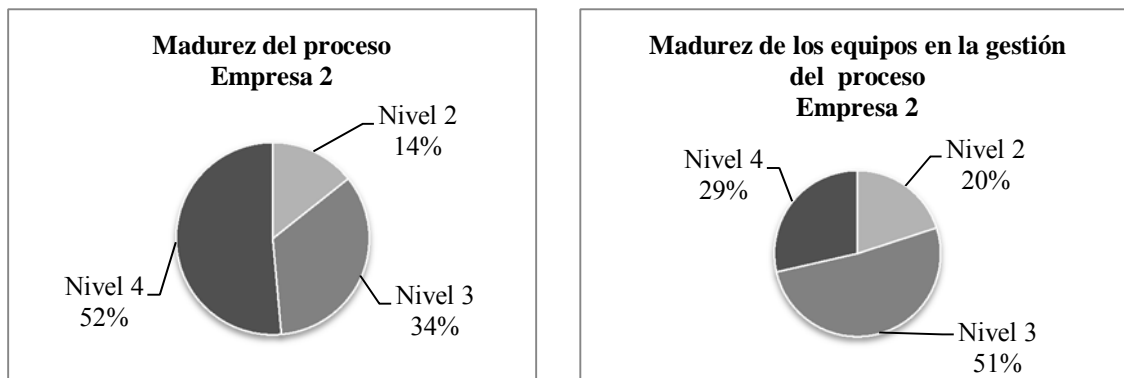 Madurez del proceso
Empresa 2
Nivel 2
14%
Nivel 4
52%
Nivel 3
34%
Madurez de los equipos en la gestión
del proceso
Empresa 2
Nivel 4
29%
Nivel 2
20%
Nivel 3
51%